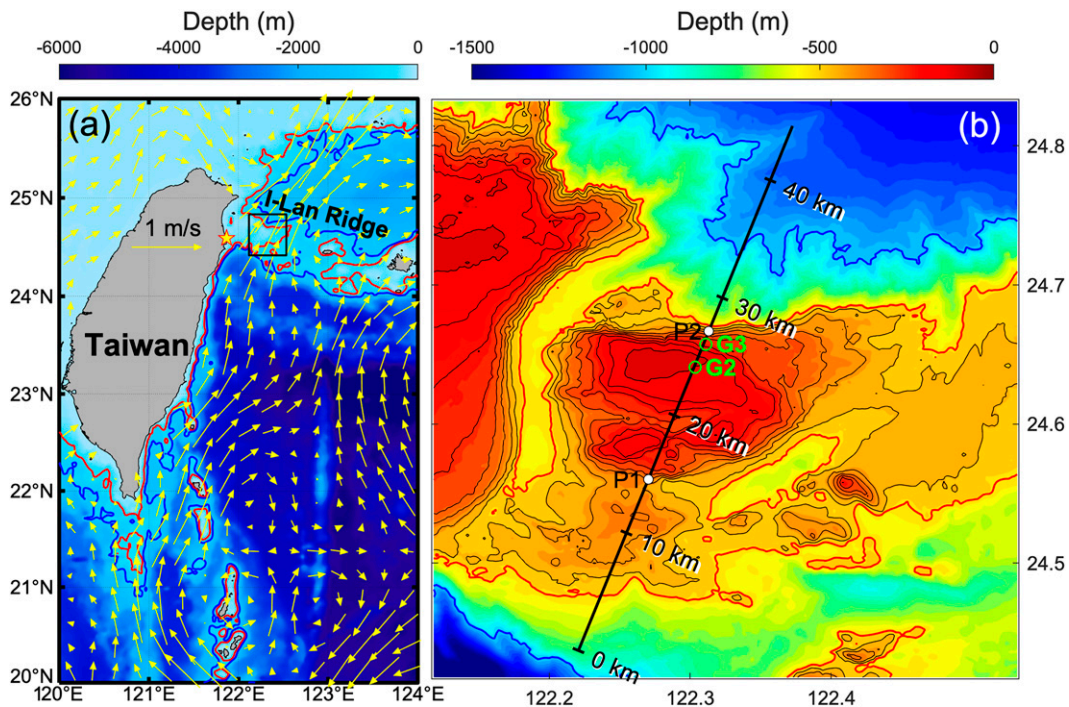 Depth (m)
-6000 -4000 -2000 0
Depth (m)
-1500 -1000 -500 0
26°N
25°N
24°N
23°N
22°N
21°N
20°N
(a)
I-Lan Ridge
1 m/s
Taiwan
120°E 121°E 122°E 123°E 124°E
(b)
40 km
30 km
P2
G3
G2
20 km
P1
10 km
0 km
24.8
24.7
24.6
24.5
122.2 122.3 122.4